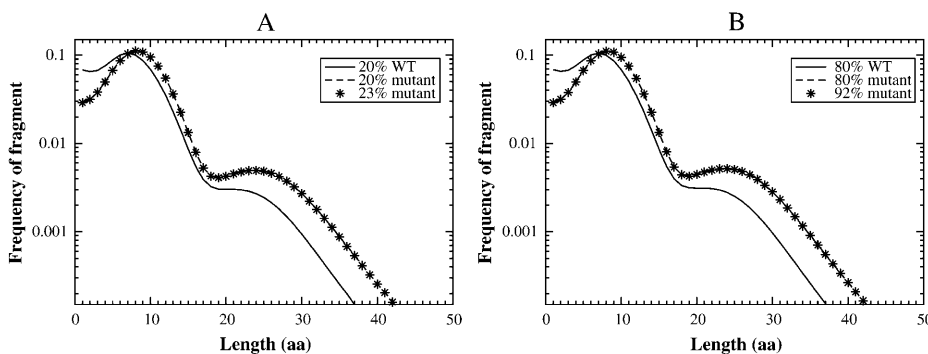 A
Frequency of fragment
0.1
0.01
0.001
20% WT
20% mutant
23% mutant
0 10 20 30 40 50
Length (aa)
B
Frequency of fragment
0.1
0.01
0.001
80% WT
80% mutant
92% mutant
0 10 20 30 40 50
Length (aa)